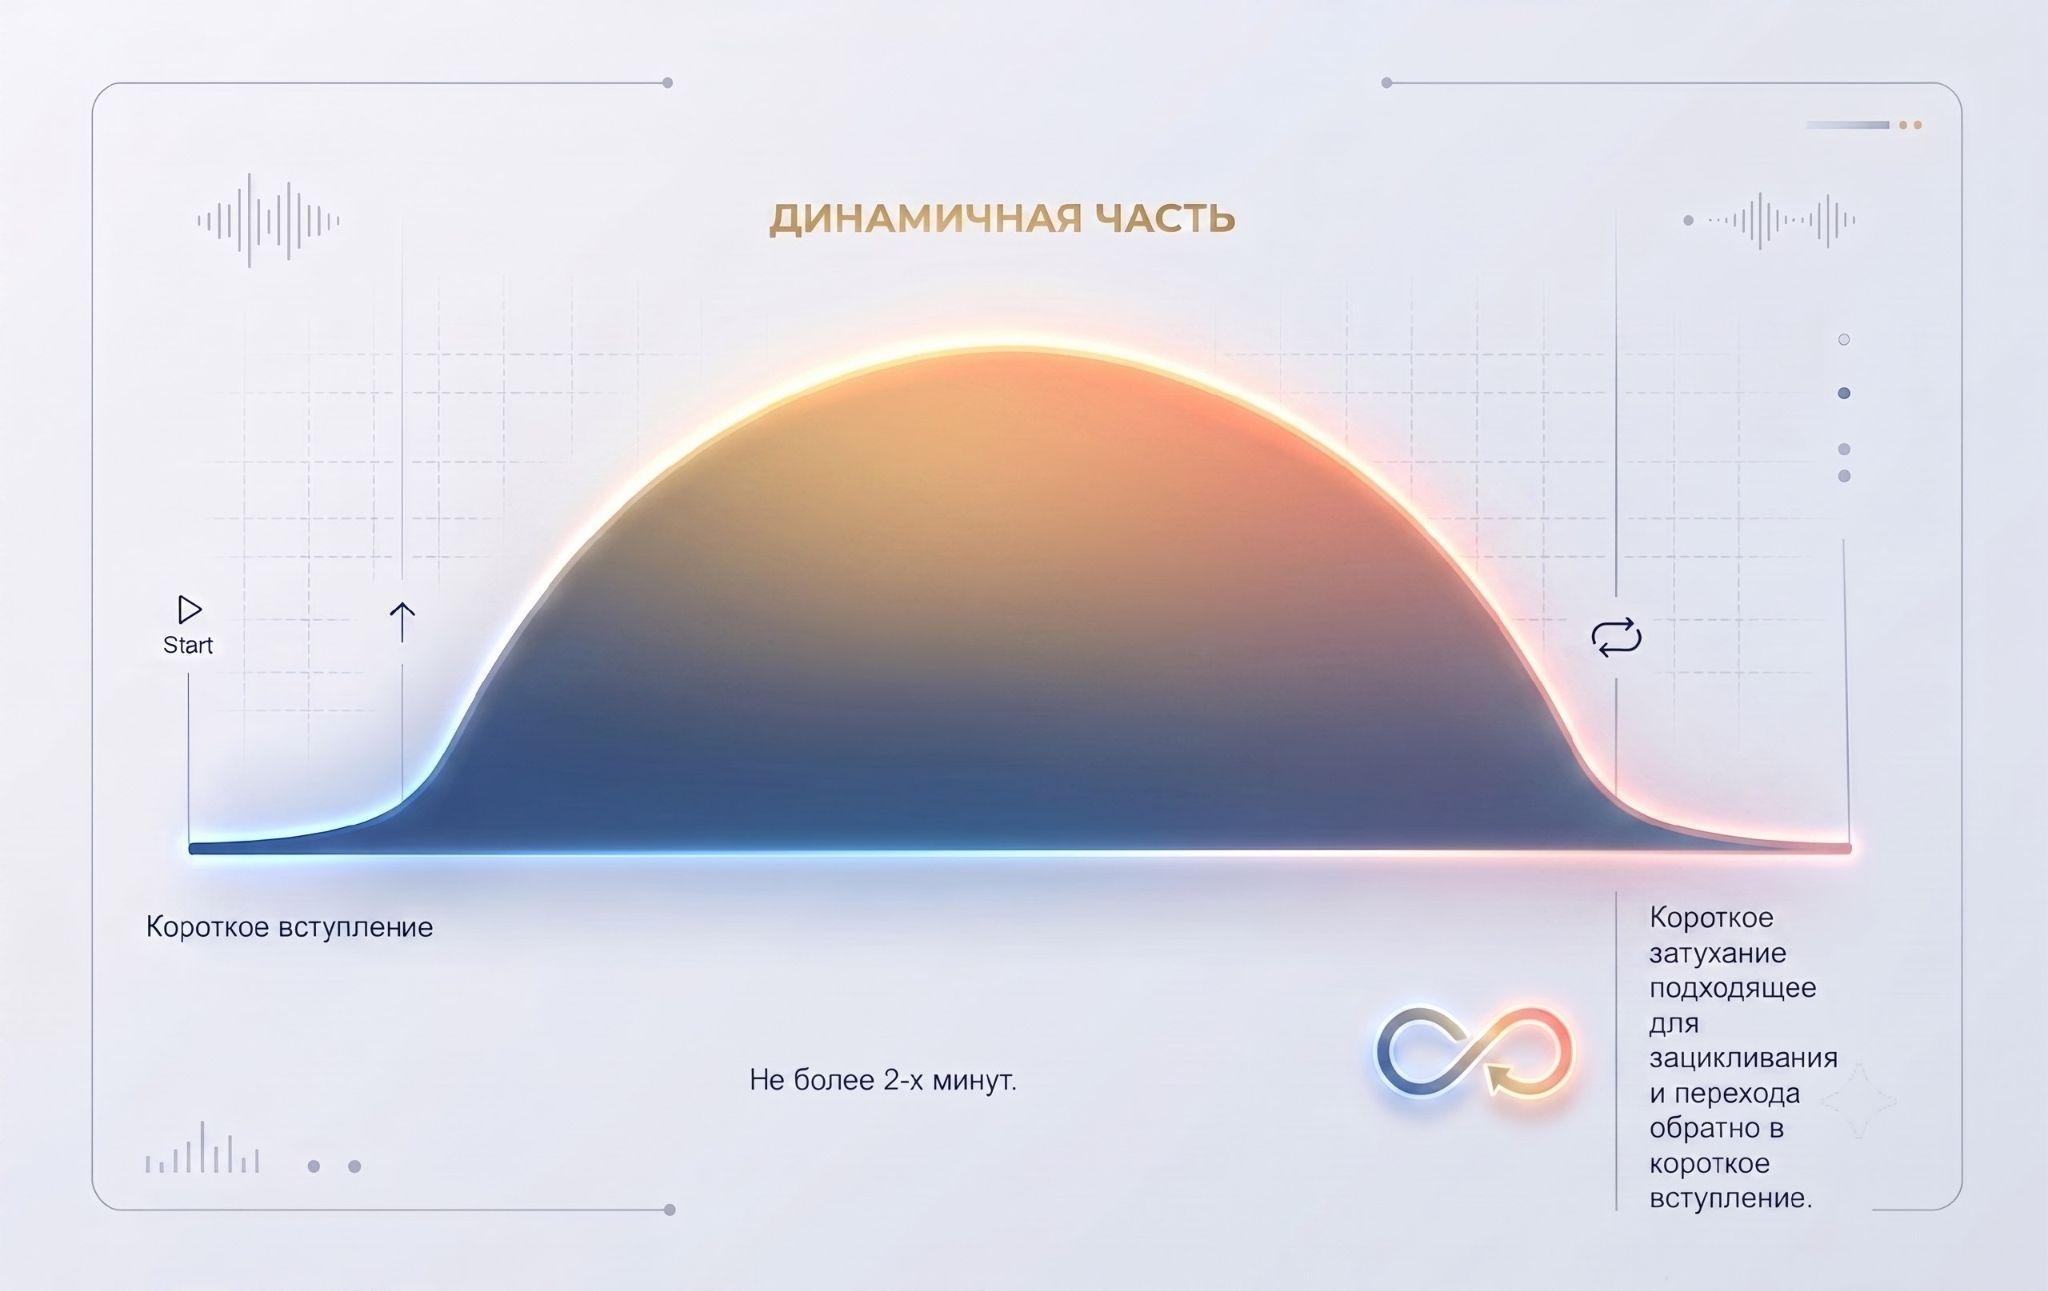 ДИНАМИЧНАЯ ЧАСТЬ
Start
Короткое вступление
Не более 2-х минут.
Короткое
затухание
подходящее
для
зацикливания
и перехода
обратно в
короткое
вступление.